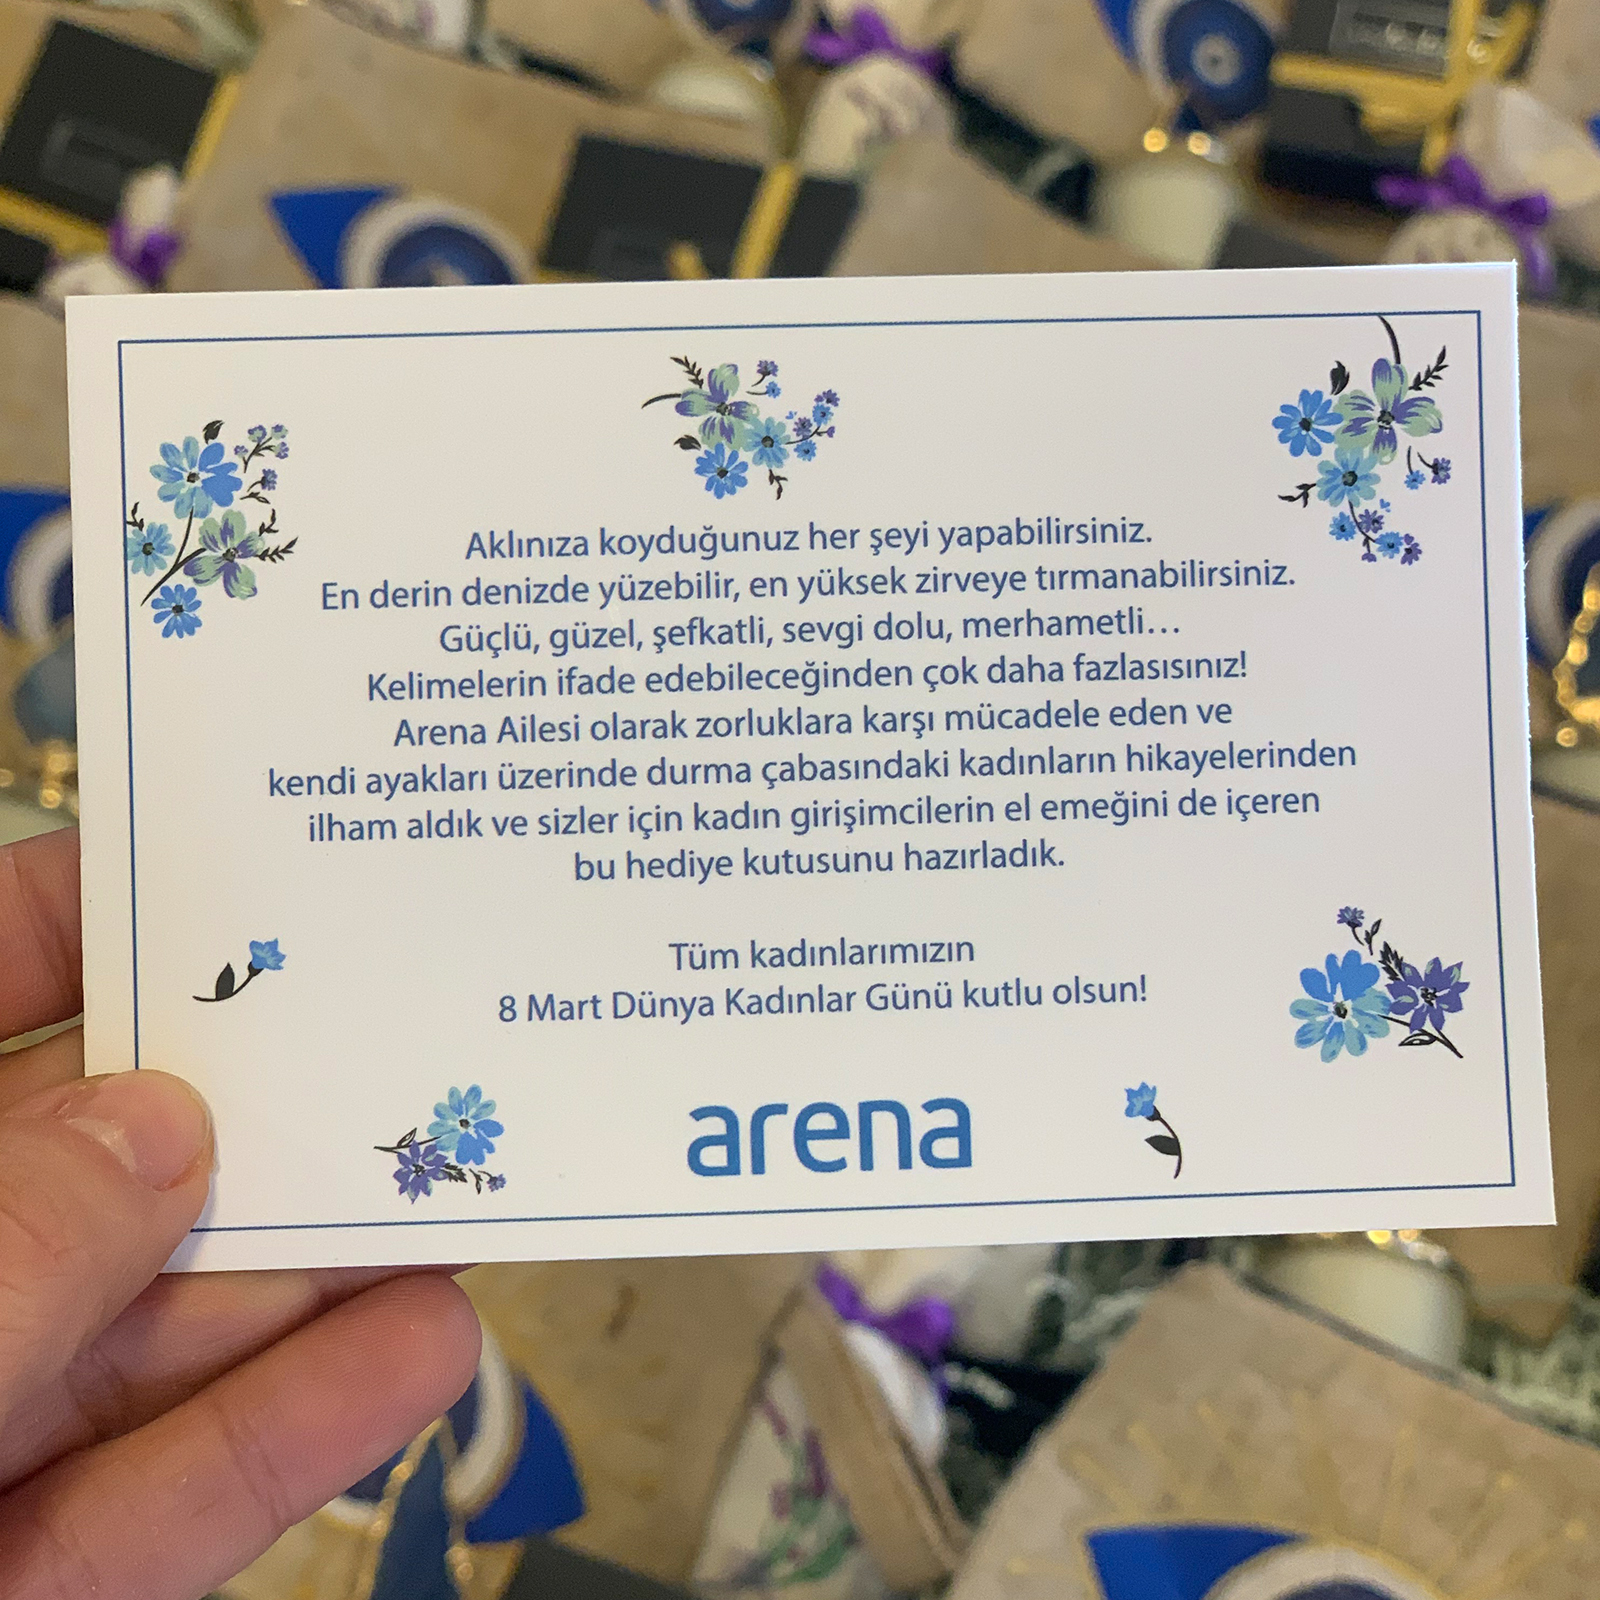 Aklınıza koyduğunuz her şeyi yapabilirsiniz.
En derin denizde yüzebilir, en yüksek zirveye tırmanabilirsiniz.
Güçlü, güzel, şefkatli, sevgi dolu, merhametli…
Kelimelerin ifade edebileceğinden çok daha fazlasısınız!
Arena Ailesi olarak zorluklara karşı mücadele eden ve
kendi ayakları üzerinde durma çabasındaki kadınların hikayelerinden
ilham aldık ve sizler için kadın girişimcilerin el emeğini de içeren
bu hediye kutusunu hazırladık.
Tüm kadınlarımızın
8 Mart Dünya Kadınlar Günü kutlu olsun!
arena